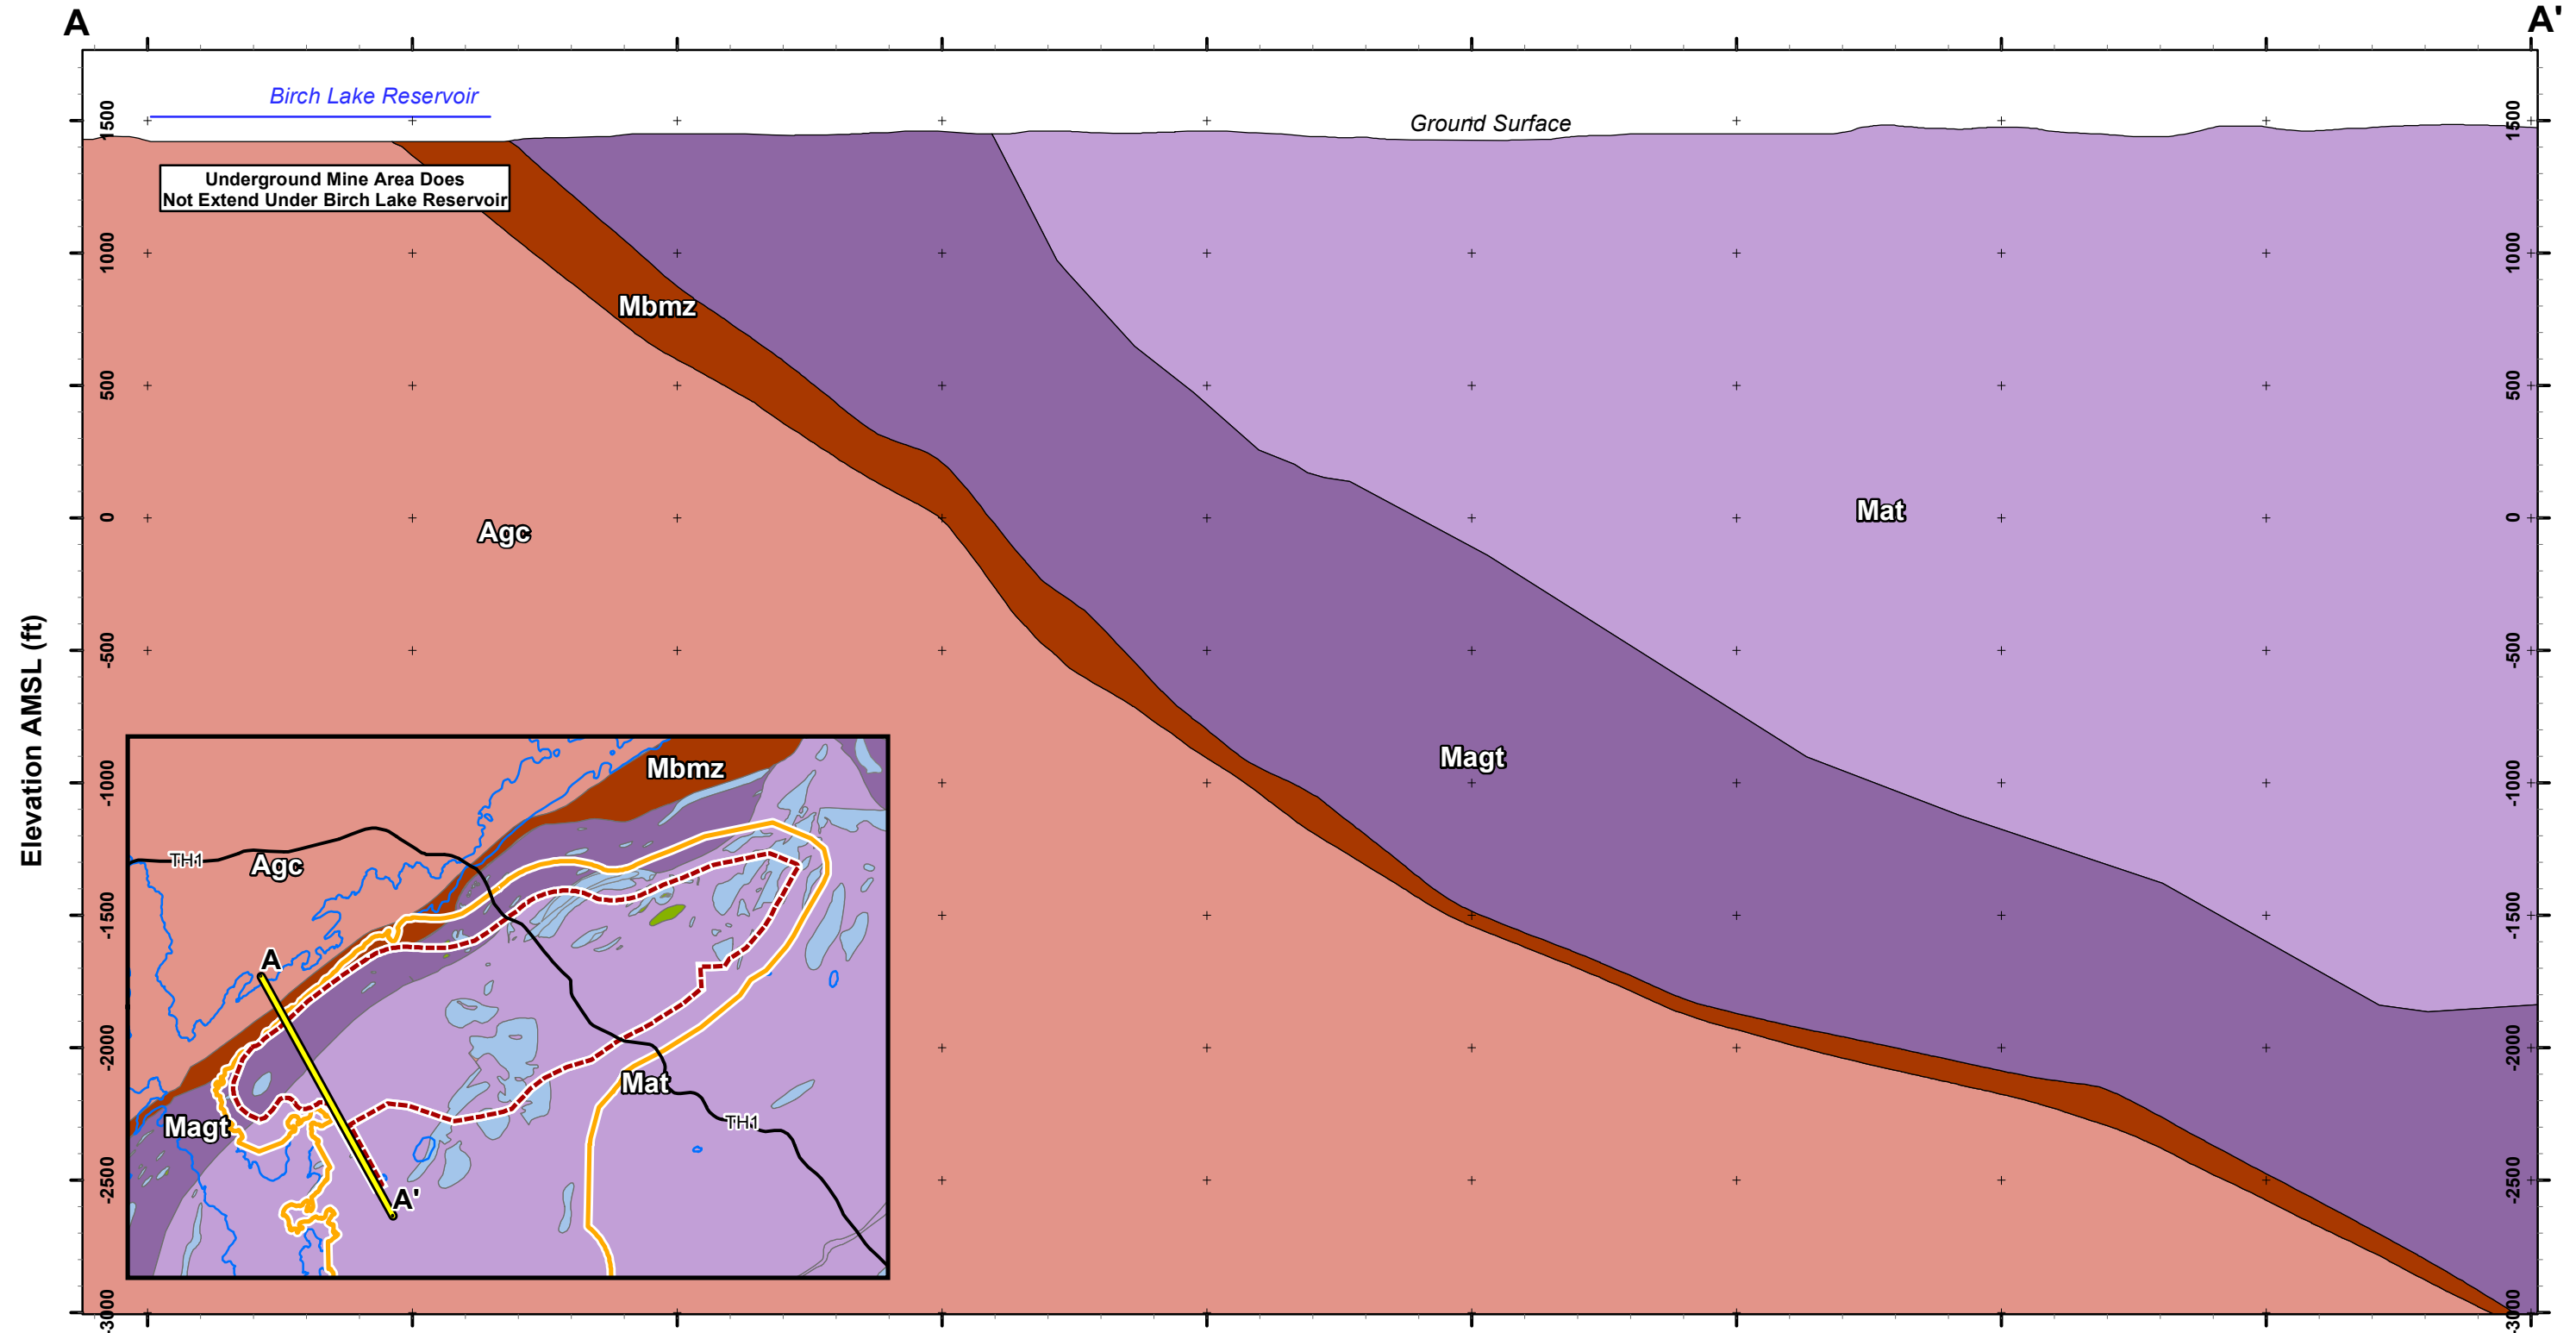 A
A'
Birch Lake Reservoir
Ground Surface
1500
1500
Underground Mine Area Does
Not Extend Under Birch Lake Reservoir
1000
1000
Mbmz
500
500
Mat
Agc
0
0
Elevation AMSL (ft)
-500
-500
Magt
-1000
-1000
Mbmz
TH1
Agc
-1500
-1500
A
-2000
-2000
Mat
Magt
TH1
-2500
-2500
A'
-3000
-3000